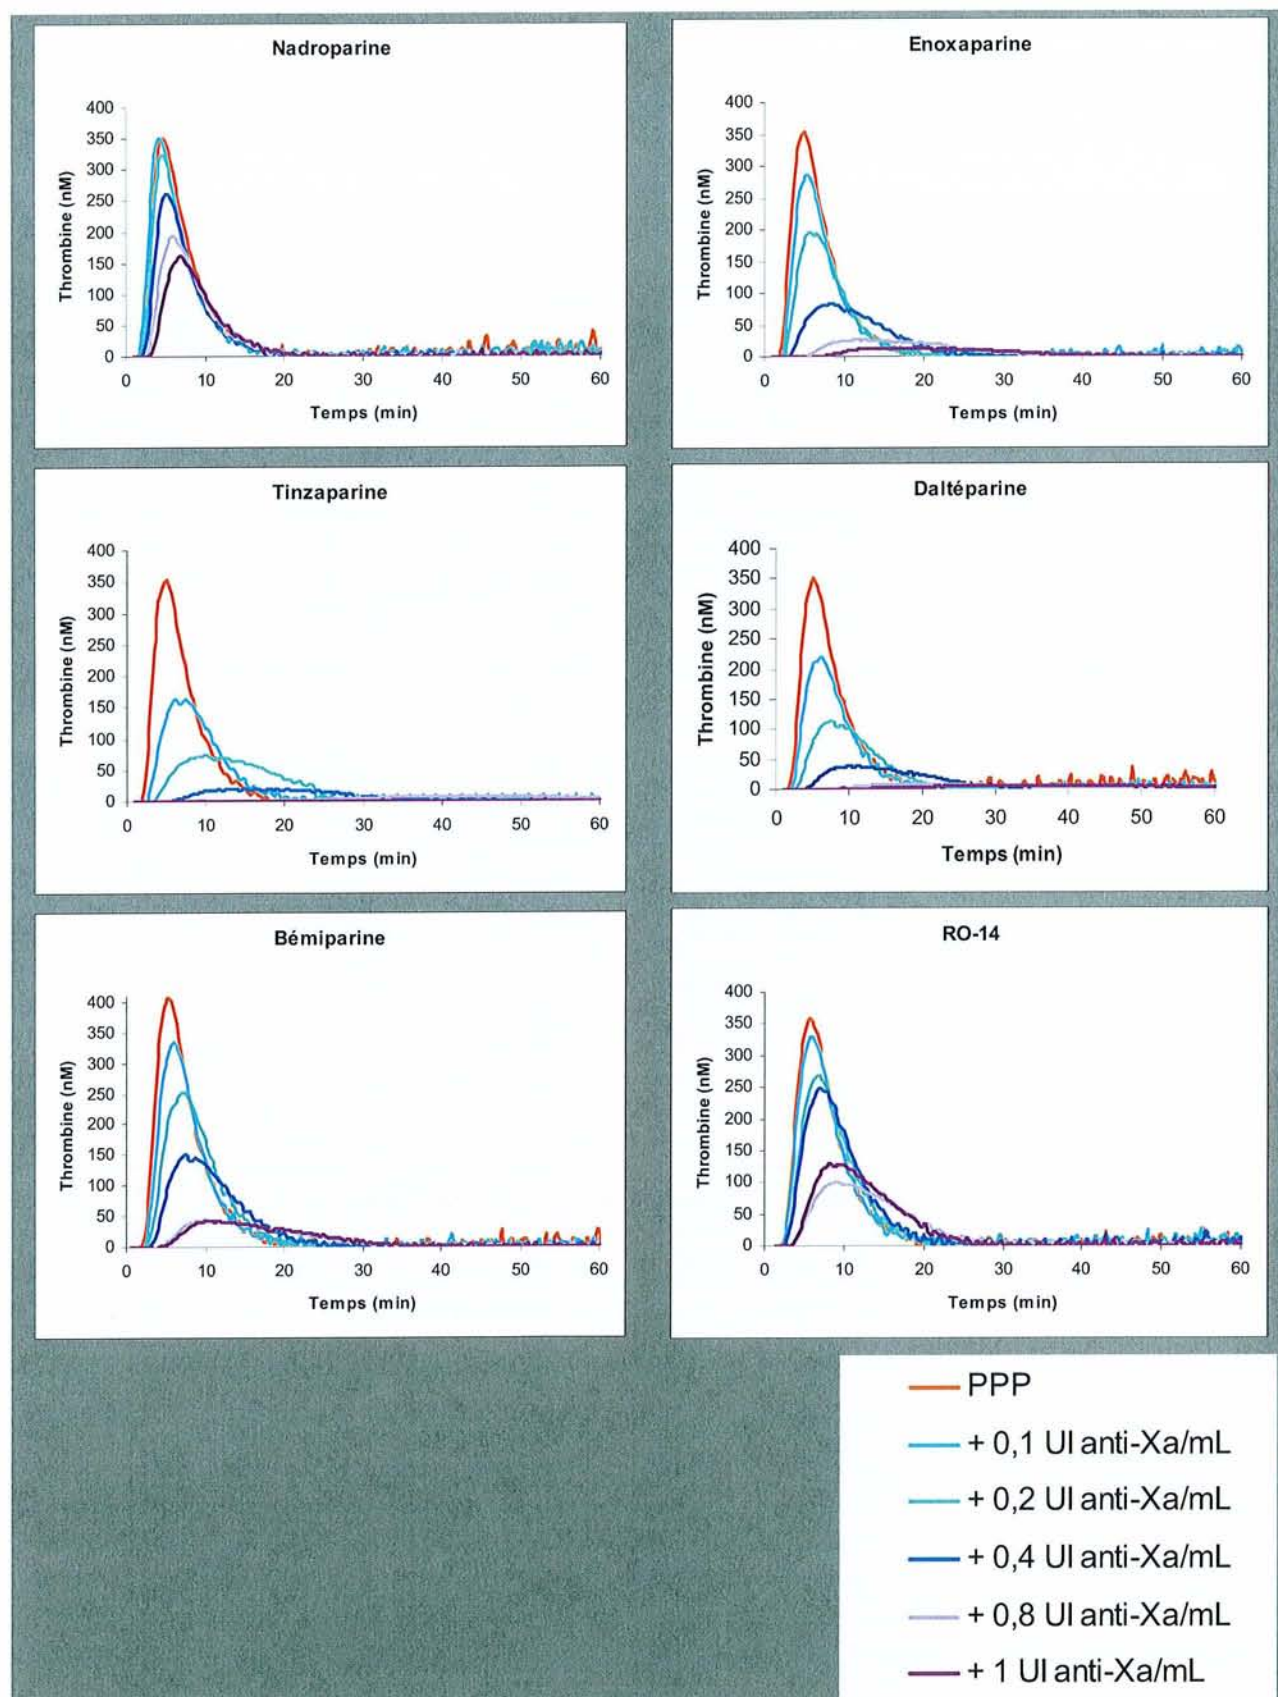 Nadroparine
400
350
300
250
200
150
100
50
0
Thrombine (nM)
0 10 20 30 40 50 60
Temps (min)
Enoxaparine
400
350
300
250
200
150
100
50
0
Thrombine (nM)
0 10 20 30 40 50 60
Temps (min)
Tinzaparine
400
350
300
250
200
150
100
50
0
Thrombine (nM)
0 10 20 30 40 50 60
Temps (min)
Daltéparine
400
350
300
250
200
150
100
50
0
Thrombine (nM)
0 10 20 30 40 50 60
Temps (min)
Bémiparine
400
350
300
250
200
150
100
50
0
Thrombine (nM)
0 10 20 30 40 50 60
Temps (min)
RO-14
400
350
300
250
200
150
100
50
0
Thrombine (nM)
0 10 20 30 40 50 60
Temps (min)
PPP
+ 0,1 UI anti-Xa/mL
+ 0,2 UI anti-Xa/mL
+ 0,4 UI anti-Xa/mL
+ 0,8 UI anti-Xa/mL
+ 1 UI anti-Xa/mL